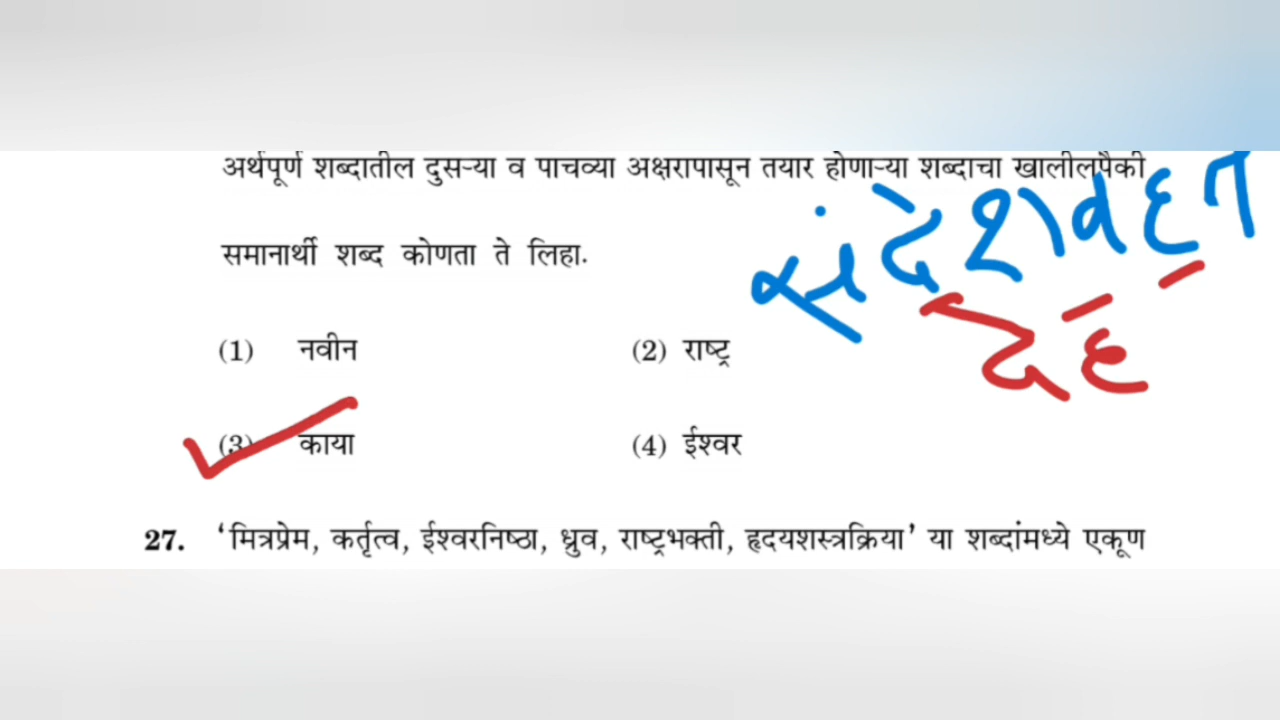 अर्थपूर्ण शब्दातील दुसऱ्या व पाचव्या अक्षरापासून तयार होणाऱ्या शब्दाचा खालीलपैकी
संदेशवहत
समानार्थी शब्द कोणता ते लिहा.
देह
(1) नवीन (2) राष्ट्र
(3) काया (4) ईश्वर
27. ‘मित्रप्रेम, कर्तृत्व, ईश्वरनिष्ठा, ध्रुव, राष्ट्रभक्ती, हृदयशस्त्रक्रिया’ या शब्दांमध्ये एकूण